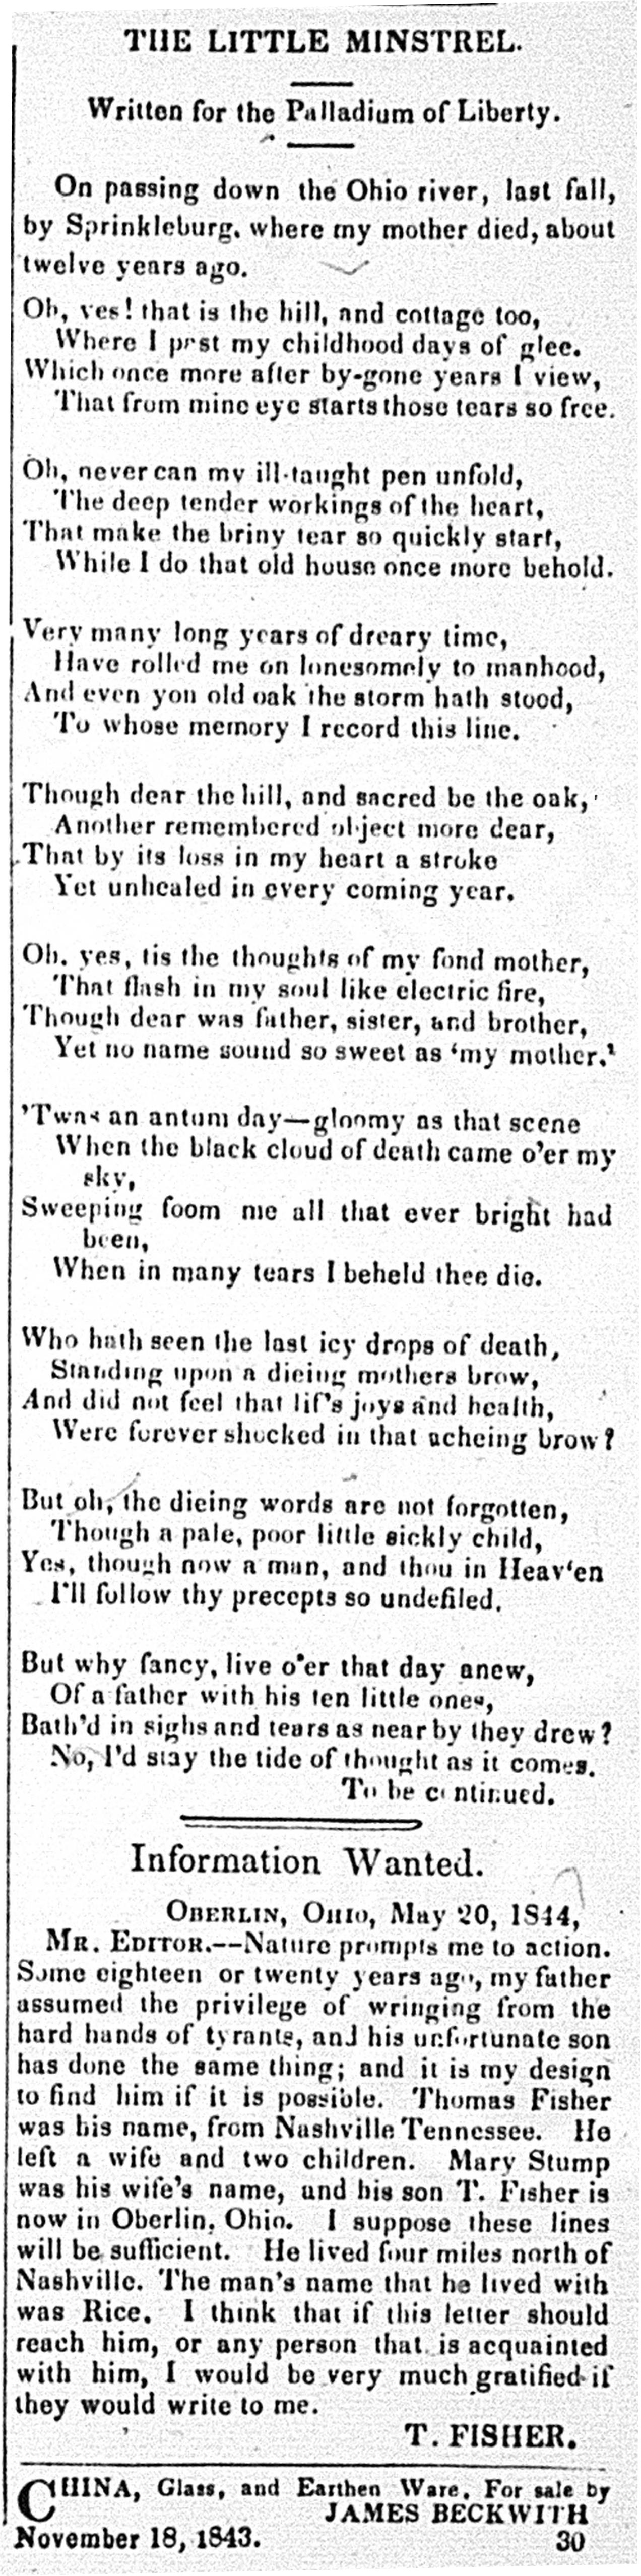 THE LITTLE MINSTREL.
Written for the Palladium of Liberty.
On passing down the Ohio river, last fall,
by Sprinkleburg, where my mother died, about
twelve years ago.
Oh, yes! that is the hill, and cottage too,
Where I past my childhood days of glee.
Which once more after by-gone years I view,
That from mine eye starts those tears so free.
Oh, never can my ill-taught pen unfold,
The deep tender workings of the heart,
That make the briny tear so quickly start,
While I do that old house once more behold.
Very many long years of dreary time,
Have rolled me on lonesomely to manhood,
And even yon old oak the storm hath stood,
To whose memory I record this line.
Though dear the hill, and sacred be the oak,
Another remembered object more dear,
That by its loss in my heart a stroke
Yet unhealed in every coming year.
Oh, yes, tis the thoughts of my fond mother,
That flash in my soul like electric fire,
Though dear was father, sister, and brother,
Yet no name sound so sweet as 'my mother.'
'Twas an antum day—gloomy as that scene
When the black cloud of death came o'er my
sky,
Sweeping foom me all that ever bright had
been,
When in many tears I beheld thee die.
Who hath seen the last icy drops of death,
Standing upon a dieing mothers brow,
And did not feel that lif's joys and health,
Were forever shocked in that acheing brow?
But oh, the dieing words are not forgotten,
Though a pale, poor little sickly child,
Yes, though now a man, and thou in Heav'en
I'll follow thy precepts so undefiled.
But why fancy, live o'er that day anew,
Of a father with his ten little ones,
Bath'd in sighs and tears as near by they drew?
No, I'd stay the tide of thought as it comes.
To be continued.
Information Wanted.
OBERLIN, OHIO, May 20, 1844,
MR. EDITOR.—Nature prompts me to action.
Some eighteen or twenty years ago, my father
assumed the privilege of wringing from the
hard hands of tyrants, and his unfortunate son
has done the same thing; and it is my design
to find him if it is possible. Thomas Fisher
was his name, from Nashville Tennessee. He
left a wife and two children. Mary Stump
was his wife's name, and his son T. Fisher is
now in Oberlin, Ohio. I suppose these lines
will be sufficient. He lived four miles north of
Nashville. The man's name that he lived with
was Rice. I think that if this letter should
reach him, or any person that is acquainted
with him, I would be very much gratified if
they would write to me.
T. FISHER.
CHINA, Glass, and Earthen Ware. For sale by
JAMES BECKWITH
November 18, 1843. 30